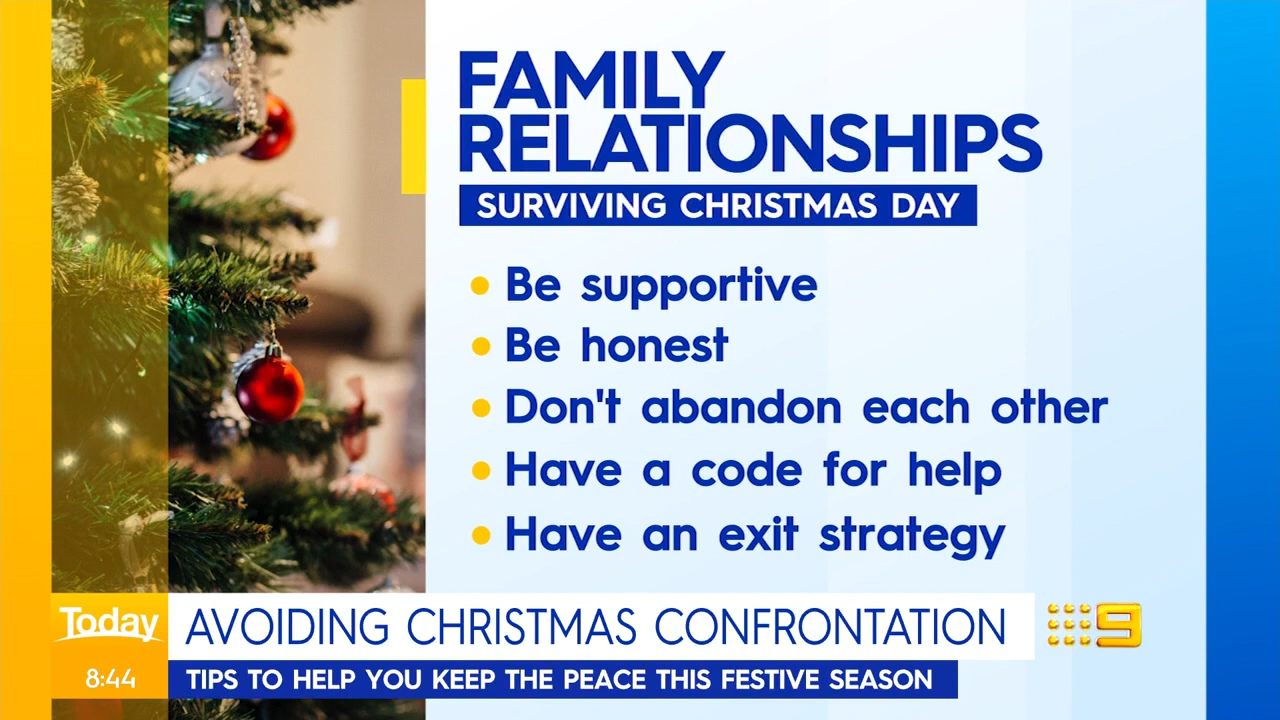 FAMILY
RELATIONSHIPS
SURVIVING CHRISTMAS DAY
Be supportive
Be honest
Don't abandon each other
Have a code for help
Have an exit strategy
Today
AVOIDING CHRISTMAS CONFRONTATION
9
8:44
TIPS TO HELP YOU KEEP THE PEACE THIS FESTIVE SEASON